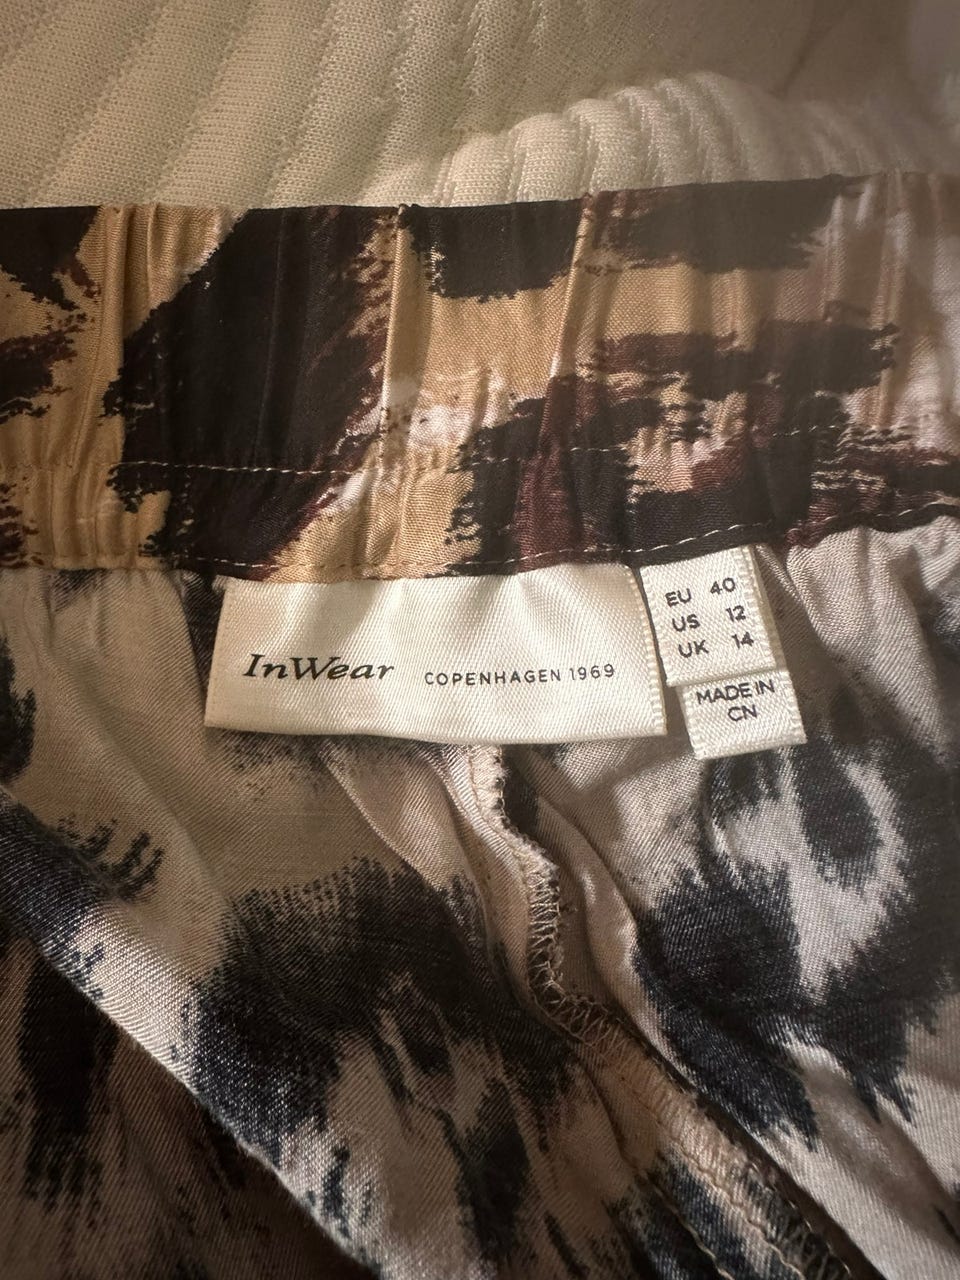 InWear COPENHAGEN 1969
EU 40
US 12
UK 14
MADE IN
CN